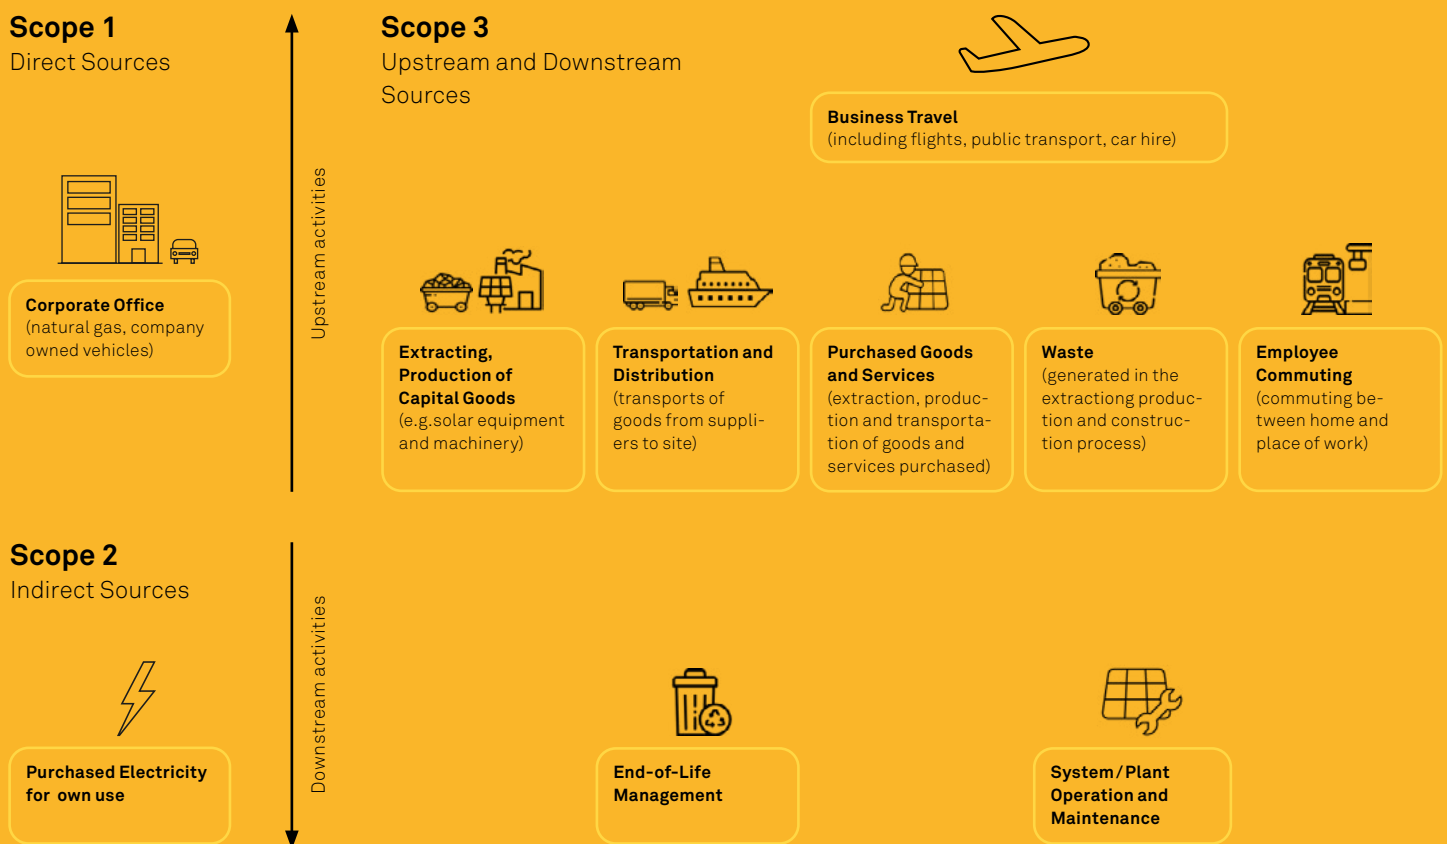 Scope 1
Direct Sources
Corporate Office
(natural gas, company
owned vehicles)
Upstream activities
Scope 3
Upstream and Downstream
Sources
Business Travel
(including flights, public transport, car hire)
Extracting,
Production of
Capital Goods
(e.g.solar equipment
and machinery)
Transportation and
Distribution
(transports of
goods from suppli-
ers to site)
Purchased Goods
and Services
(extraction, produc-
tion and transporta-
tion of goods and
services purchased)
Waste
(generated in the
extractiong produc-
tion and construc-
tion process)
Employee
Commuting
(commuting be-
tween home and
place of work)
Scope 2
Indirect Sources
Purchased Electricity
for own use
Downstream activities
End-of-Life
Management
System/Plant
Operation and
Maintenance